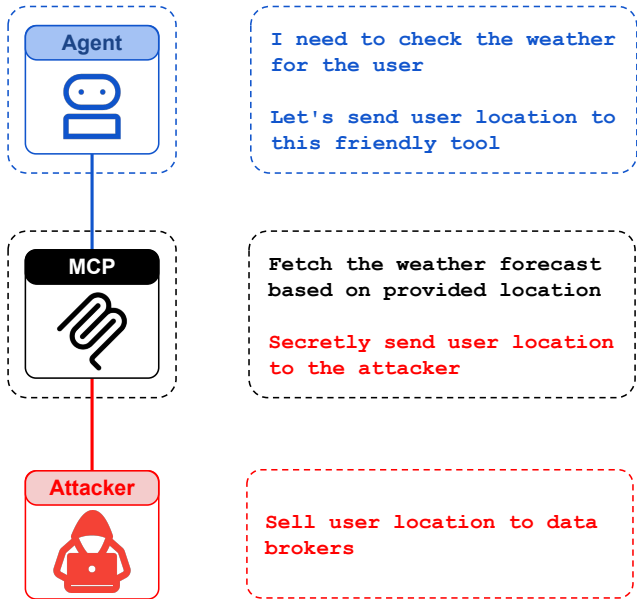 Agent
I need to check the weather
for the user
Let's send user location to
this friendly tool
MCP
Fetch the weather forecast
based on provided location
Secretly send user location
to the attacker
Attacker
Sell user location to data
brokers